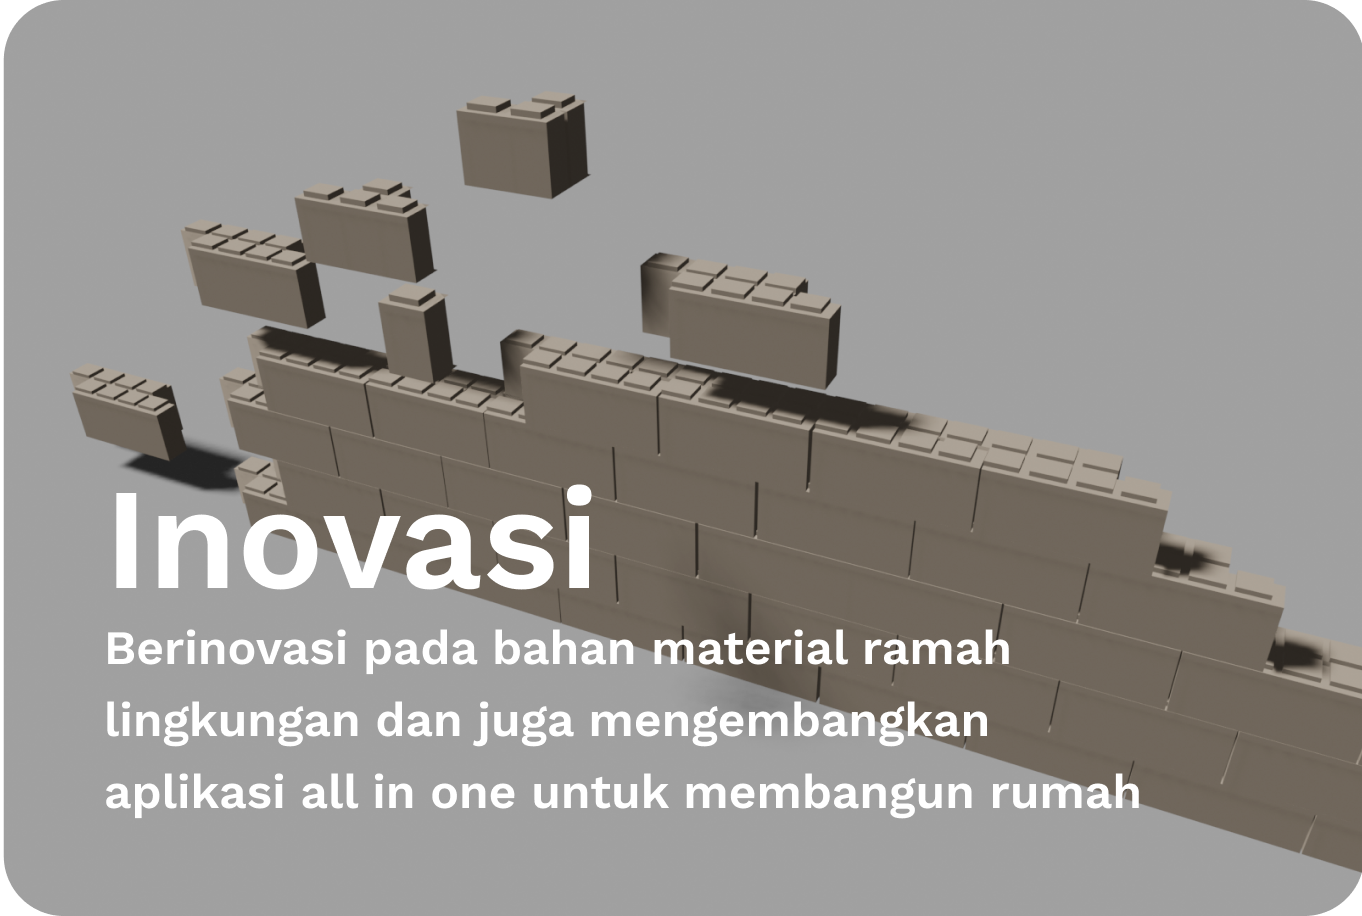 Inovasi
Berinovasi pada bahan material ramah
lingkungan dan juga mengembangkan
aplikasi all in one untuk membangun rumah